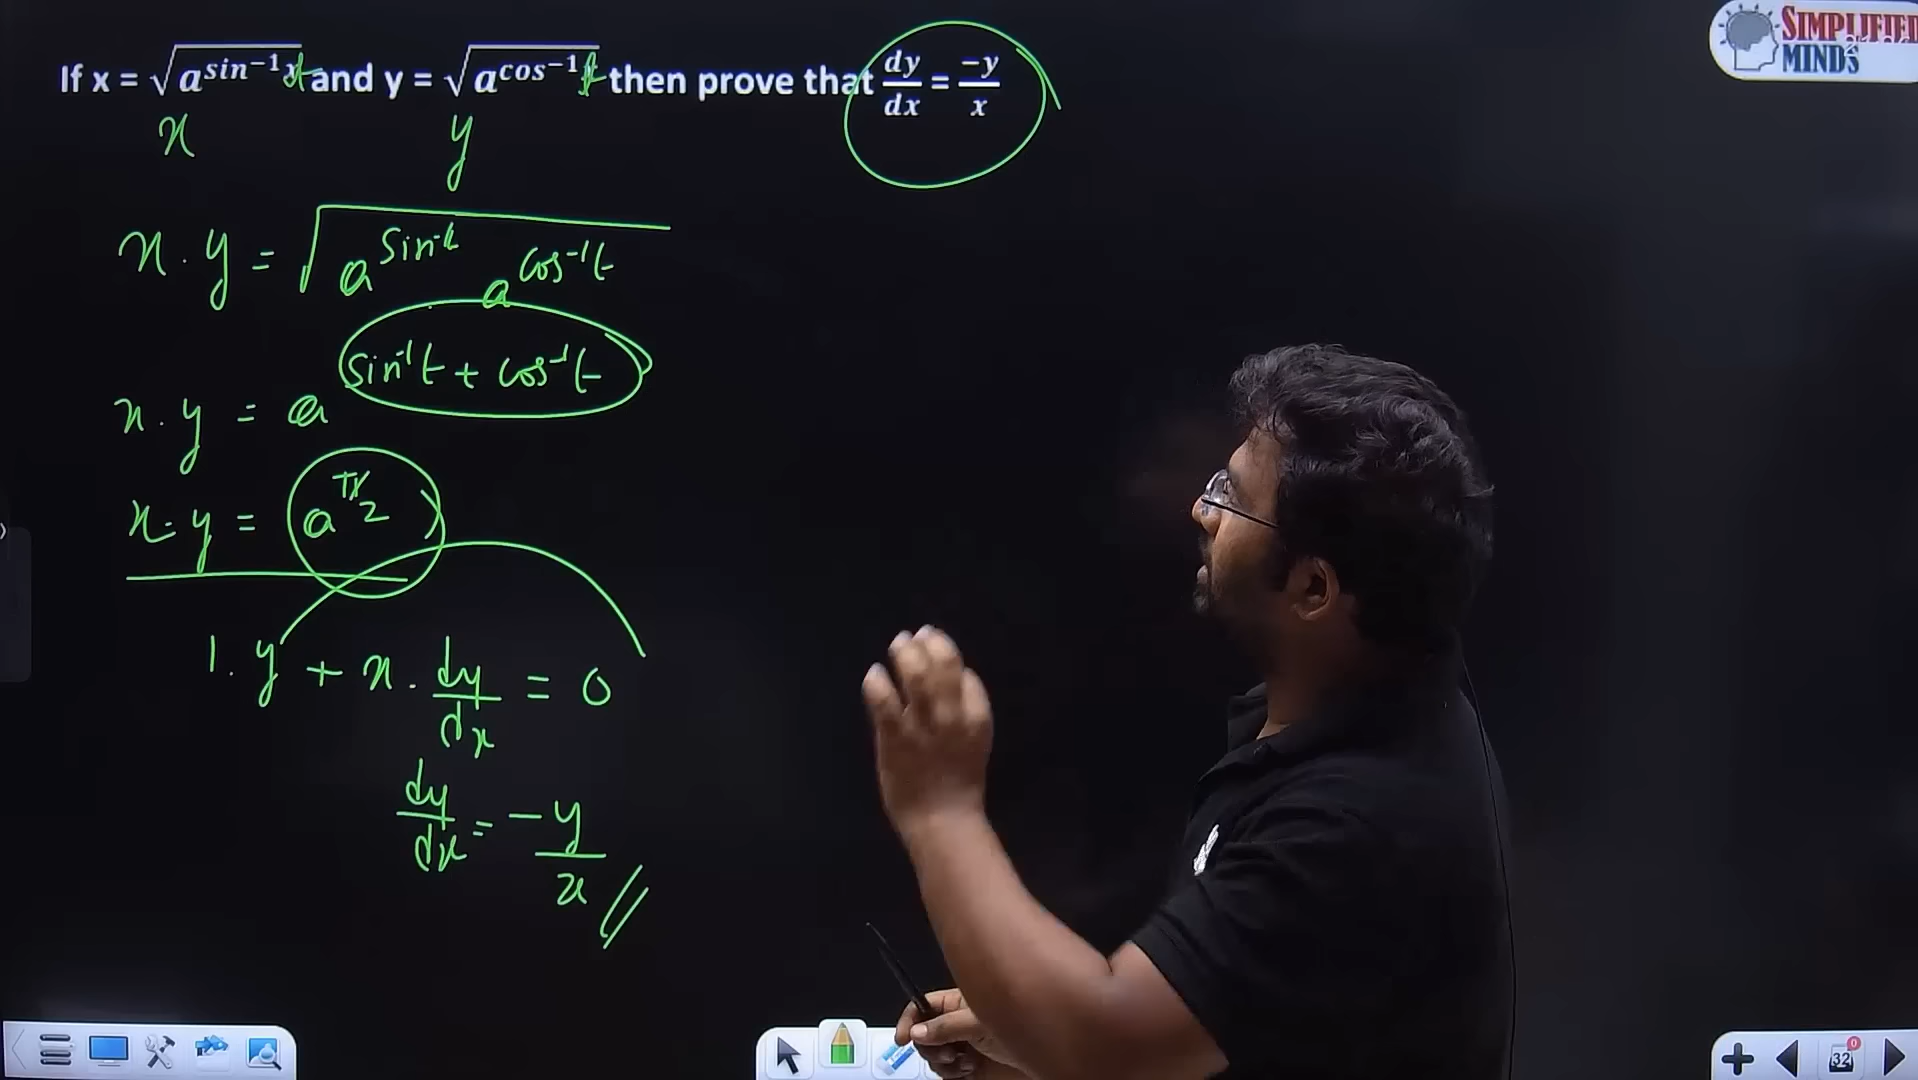 If x = √a^sin⁻¹t and y = √a^cos⁻¹t then prove that dy/dx = -y/x
x y
x . y = √a^sin⁻¹t a^cos⁻¹t
x . y = a^sin⁻¹t + cos⁻¹t
x . y = a^π/2
1 . y + x . dy/dx = 0
dy/dx = -y/x //
SIMPLIFIED
MINDS
32
0